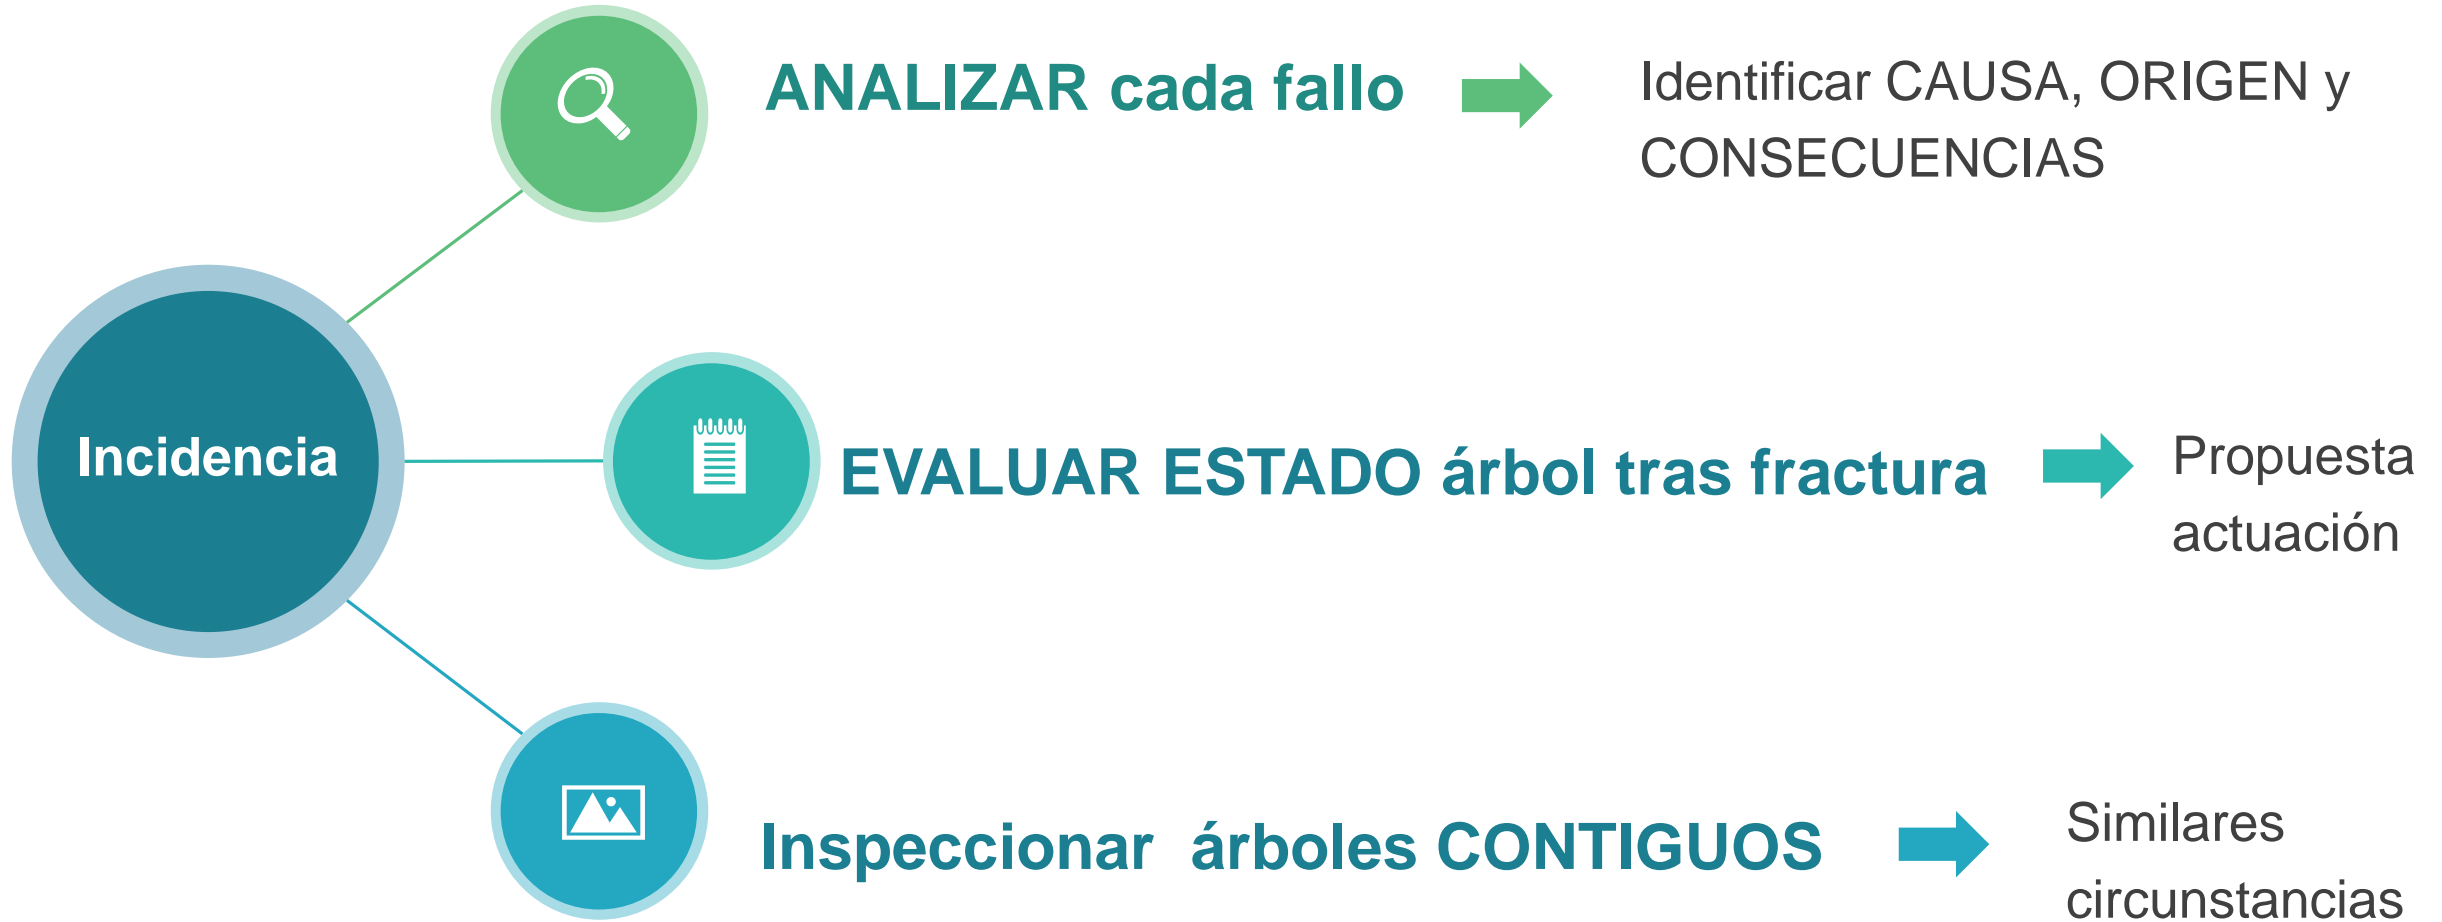 ANALIZAR cada fallo
Identificar CAUSA, ORIGEN y
CONSECUENCIAS
Incidencia
EVALUAR ESTADO árbol tras fractura
Propuesta
actuación
Inspeccionar árboles CONTIGUOS
Similares
circunstancias